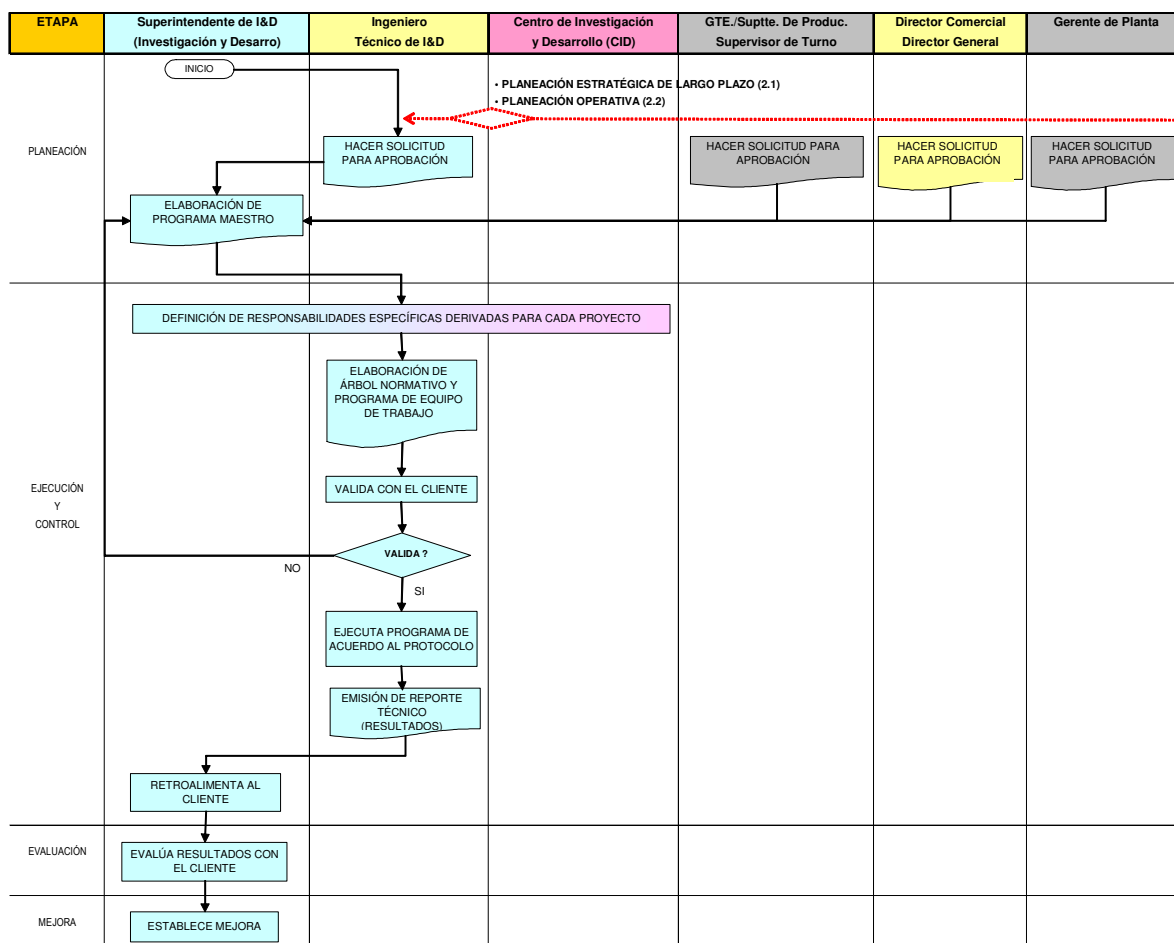 ETAPA
Superintendente de I&D
(Investigación y Desarro)
Ingeniero
Técnico de I&D
Centro de Investigación
y Desarrollo (CID)
GTE./Suptte. De Produc.
Supervisor de Turno
Director Comercial
Director General
Gerente de Planta
INICIO
- PLANEACIÓN ESTRATÉGICA DE LARGO PLAZO (2.1)
- PLANEACIÓN OPERATIVA (2.2)
PLANEACIÓN
HACER SOLICITUD
PARA APROBACIÓN
HACER SOLICITUD PARA
APROBACIÓN
HACER SOLICITUD
PARA APROBACIÓN
HACER SOLICITUD
PARA APROBACIÓN
ELABORACIÓN DE
PROGRAMA MAESTRO
DEFINICIÓN DE RESPONSABILIDADES ESPECÍFICAS DERIVADAS PARA CADA PROYECTO
ELABORACIÓN DE
ÁRBOL NORMATIVO Y
PROGRAMA DE EQUIPO
DE TRABAJO
EJECUCIÓN
Y
CONTROL
VALIDA CON EL CLIENTE
VALIDA ?
NO
SI
EJECUTA PROGRAMA DE
ACUERDO AL PROTOCOLO
EMISIÓN DE REPORTE
TÉCNICO
(RESULTADOS)
RETROALIMENTA AL
CLIENTE
EVALUACIÓN
EVALÚA RESULTADOS CON
EL CLIENTE
MEJORA
ESTABLECE MEJORA